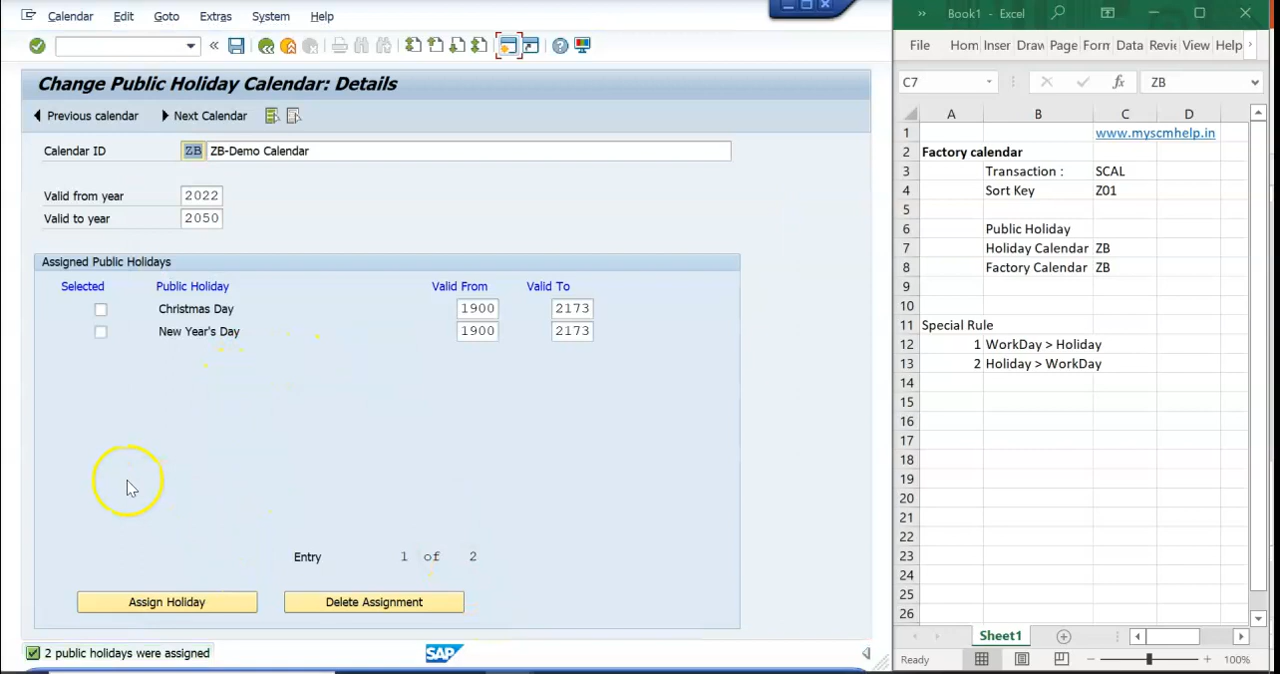 Calendar Edit Goto Extras System Help
Change Public Holiday Calendar: Details
Previous calendar Next Calendar
Calendar ID ZB ZB-Demo Calendar
Valid from year 2022
Valid to year 2050
Assigned Public Holidays
Selected Public Holiday Valid From Valid To
Christmas Day 1900 2173
New Year's Day 1900 2173
Entry 1 of 2
Assign Holiday Delete Assignment
2 public holidays were assigned
SAP
Book1 - Excel
File Hom Inser Draw Page Form Data Revie View Help
C7 fx ZB
A B C D
1 www.myscmhelp.in
2 Factory calendar
3 Transaction : SCAL
4 Sort Key Z01
5
6 Public Holiday
7 Holiday Calendar ZB
8 Factory Calendar ZB
9
10
11 Special Rule
12 1 WorkDay > Holiday
13 2 Holiday > WorkDay
14
15
16
17
18
19
20
21
22
23
24
25
26
Sheet1
Ready 100%